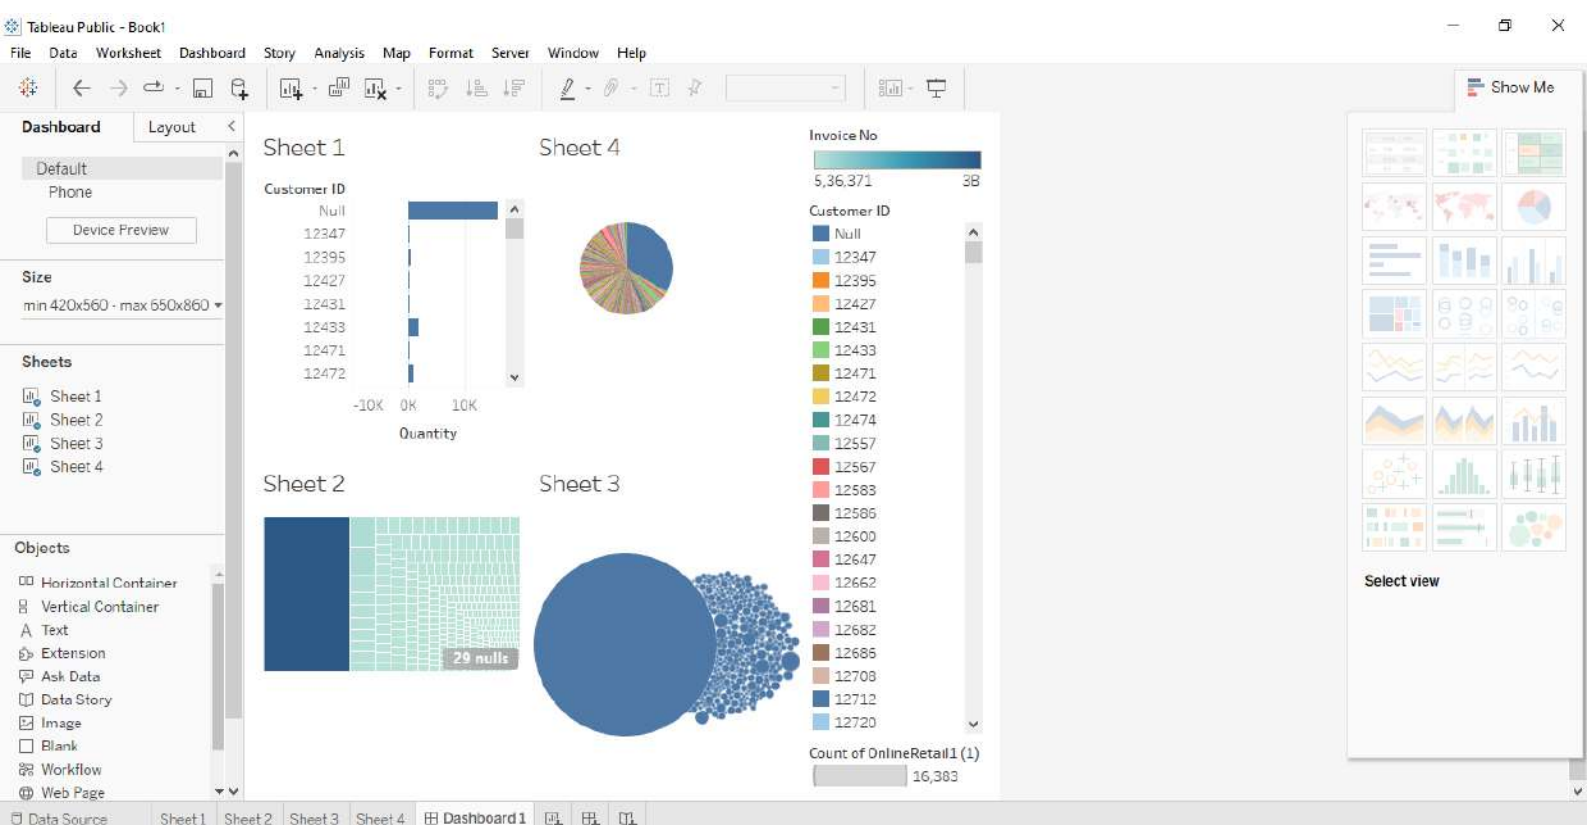 Tableau Public - Book1
File Data Worksheet Dashboard Story Analysis Map Format Server Window Help
Show Me
Dashboard Layout
Default
Phone
Device Preview
Size
min 420x560 - max 650x860
Sheets
Sheet 1
Sheet 2
Sheet 3
Sheet 4
Objects
Horizontal Container
Vertical Container
A Text
Extension
Ask Data
Data Story
Image
Blank
Workflow
Web Page
Sheet 1
Customer ID
Null
12347
12395
12427
12431
12433
12471
12472
-10K 0K 10K
Quantity
Sheet 4
Sheet 2
29 nulls
Sheet 3
Invoice No
5,36,371 38
Customer ID
Null
12347
12395
12427
12431
12433
12471
12472
12474
12557
12567
12583
12586
12600
12647
12662
12681
12682
12686
12708
12712
12720
Count of OnlineRetail1 (1)
16,383
Select view
Data Source Sheet 1 Sheet 2 Sheet 3 Sheet 4 Dashboard 1